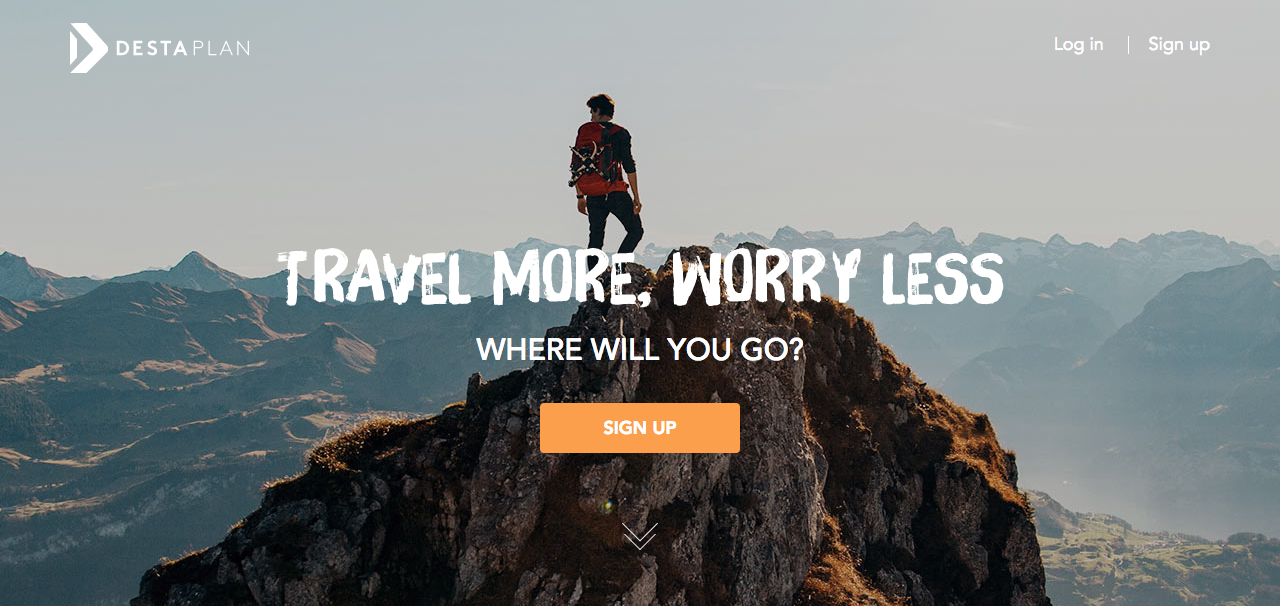 DESTAPLAN
Log in | Sign up
TRAVEL MORE, WORRY LESS
WHERE WILL YOU GO?
SIGN UP